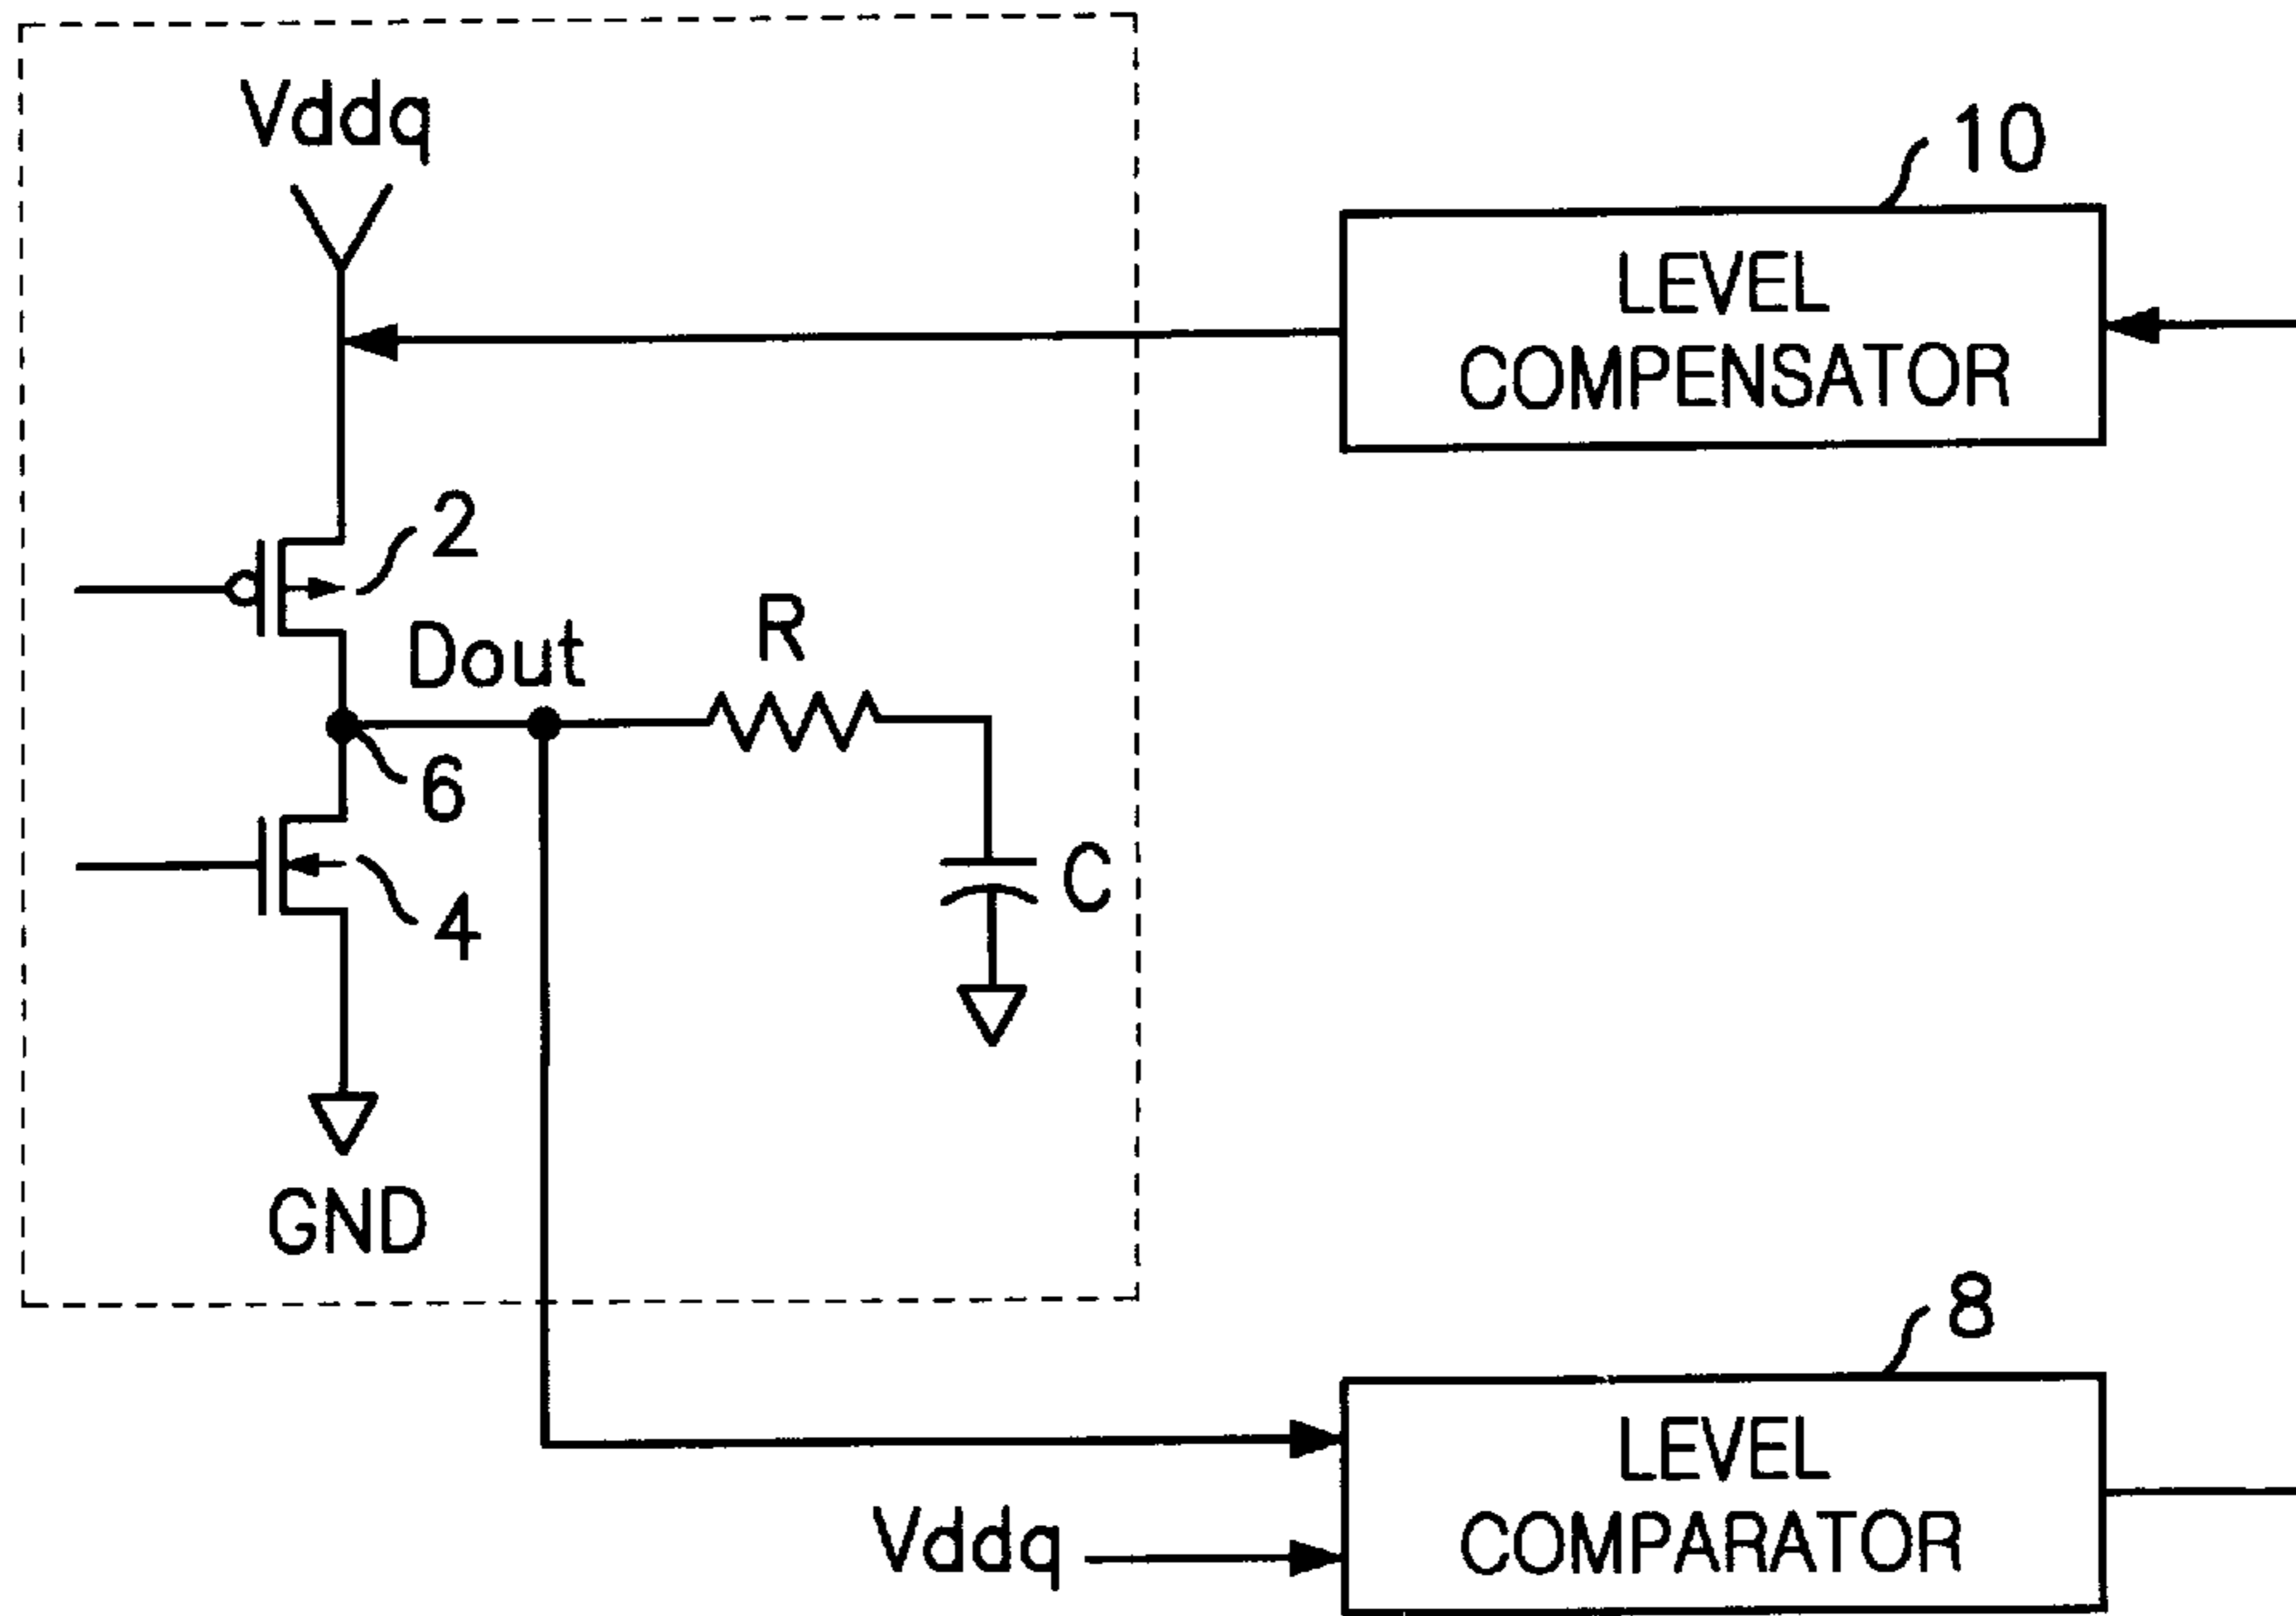 Vddq
10
LEVEL
COMPENSATOR
2
R
Dout
6
C
4
GND
8
LEVEL
COMPARATOR
Vddq